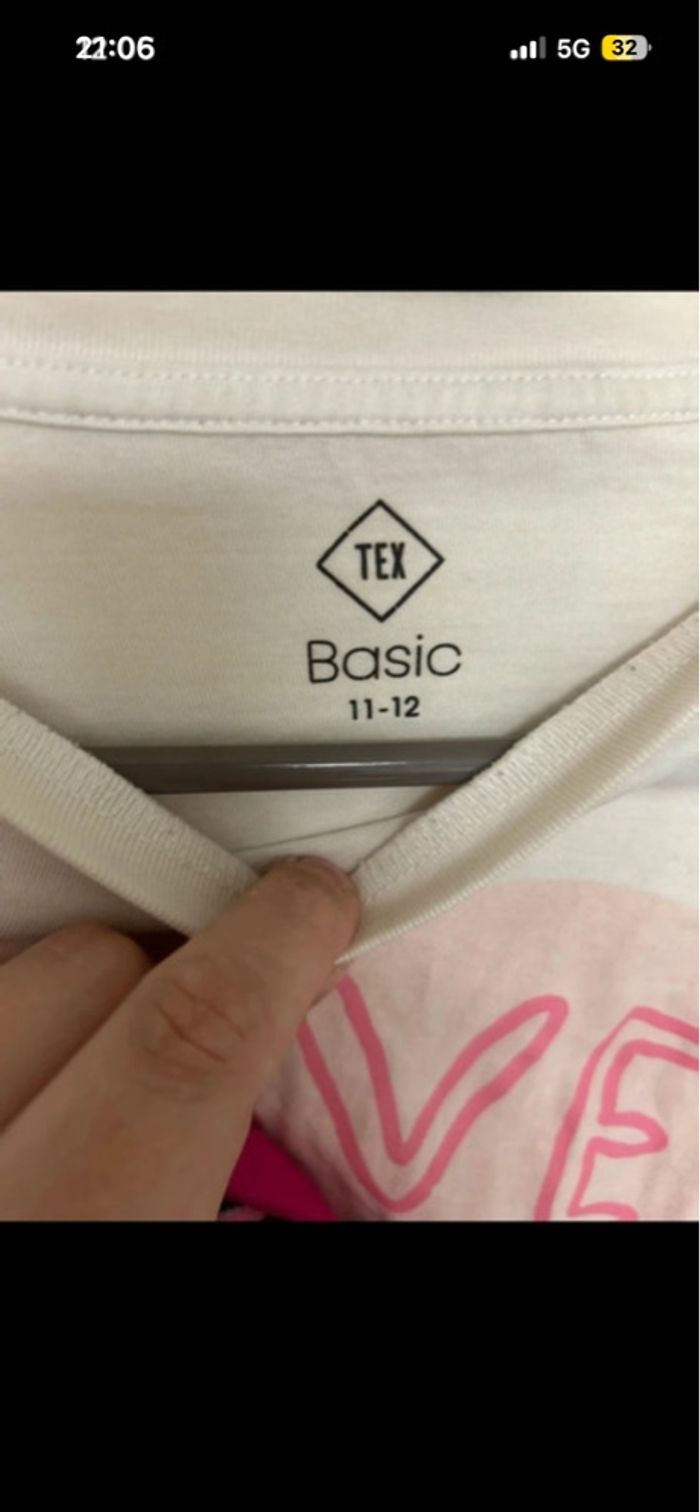 22:06 5G 32
TEX
Basic
11-12
VE